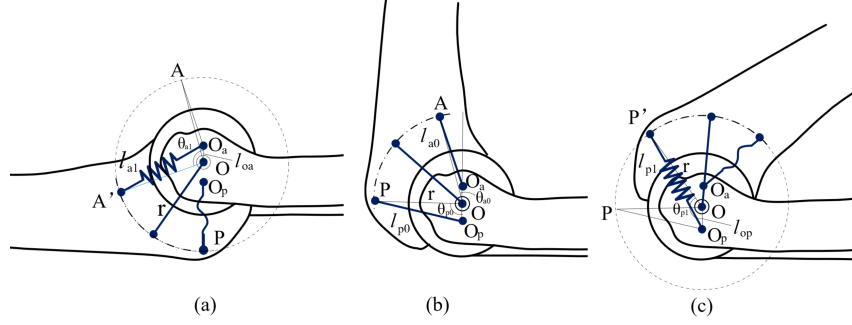 A
θa1
Oa
O
loa
la1
Op
A’
r
P
(a)
A
la0
Oa
θa0
P
r
θp0
O
lp0
Op
(b)
P’
lp1
r
Oa
P
O
θp1
lop
Op
(c)